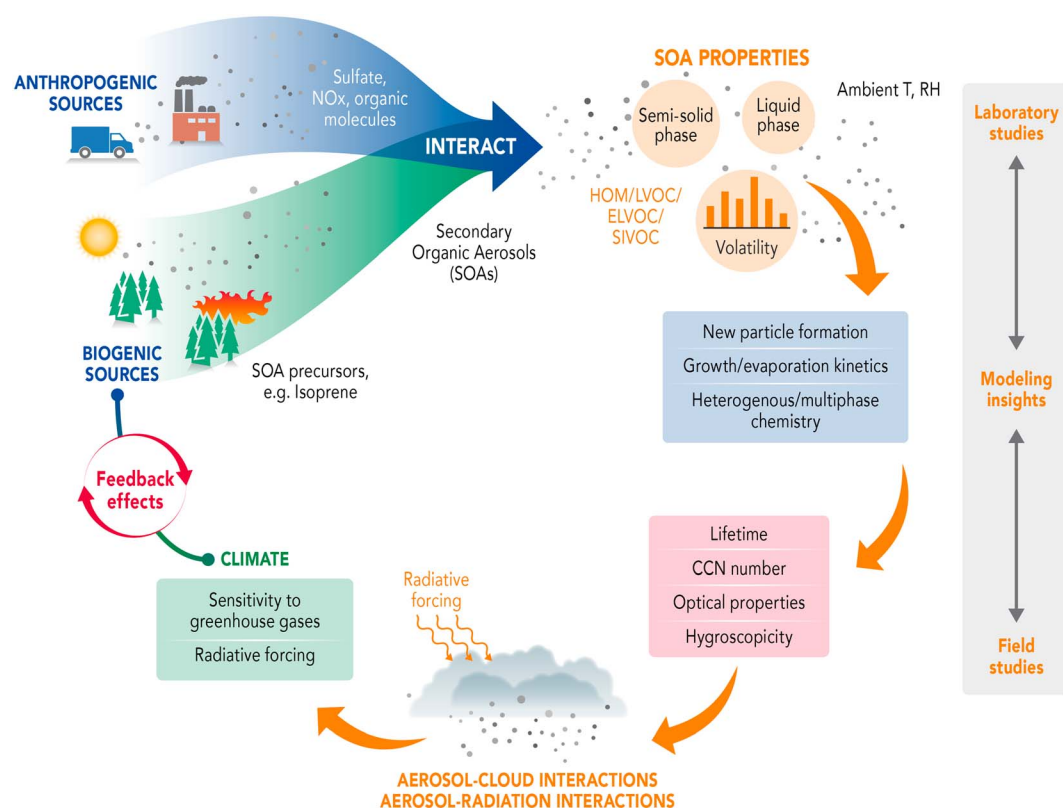 ANTHROPOGENIC
SOURCES
Sulfate,
NOx, organic
molecules
INTERACT
SOA PROPERTIES
Semi-solid
phase
Liquid
phase
Ambient T, RH
HOM/LVOC/
ELVOC/
SIVOC
Volatility
Secondary
Organic Aerosols
(SOAs)
BIOGENIC
SOURCES
SOA precursors,
e.g. Isoprene
New particle formation
Growth/evaporation kinetics
Heterogenous/multiphase
chemistry
Lifetime
CCN number
Optical properties
Hygroscopicity
Radiative
forcing
AEROSOL-CLOUD INTERACTIONS
AEROSOL-RADIATION INTERACTIONS
CLIMATE
Sensitivity to
greenhouse gases
Radiative forcing
Feedback
effects
Laboratory
studies
Modeling
insights
Field
studies